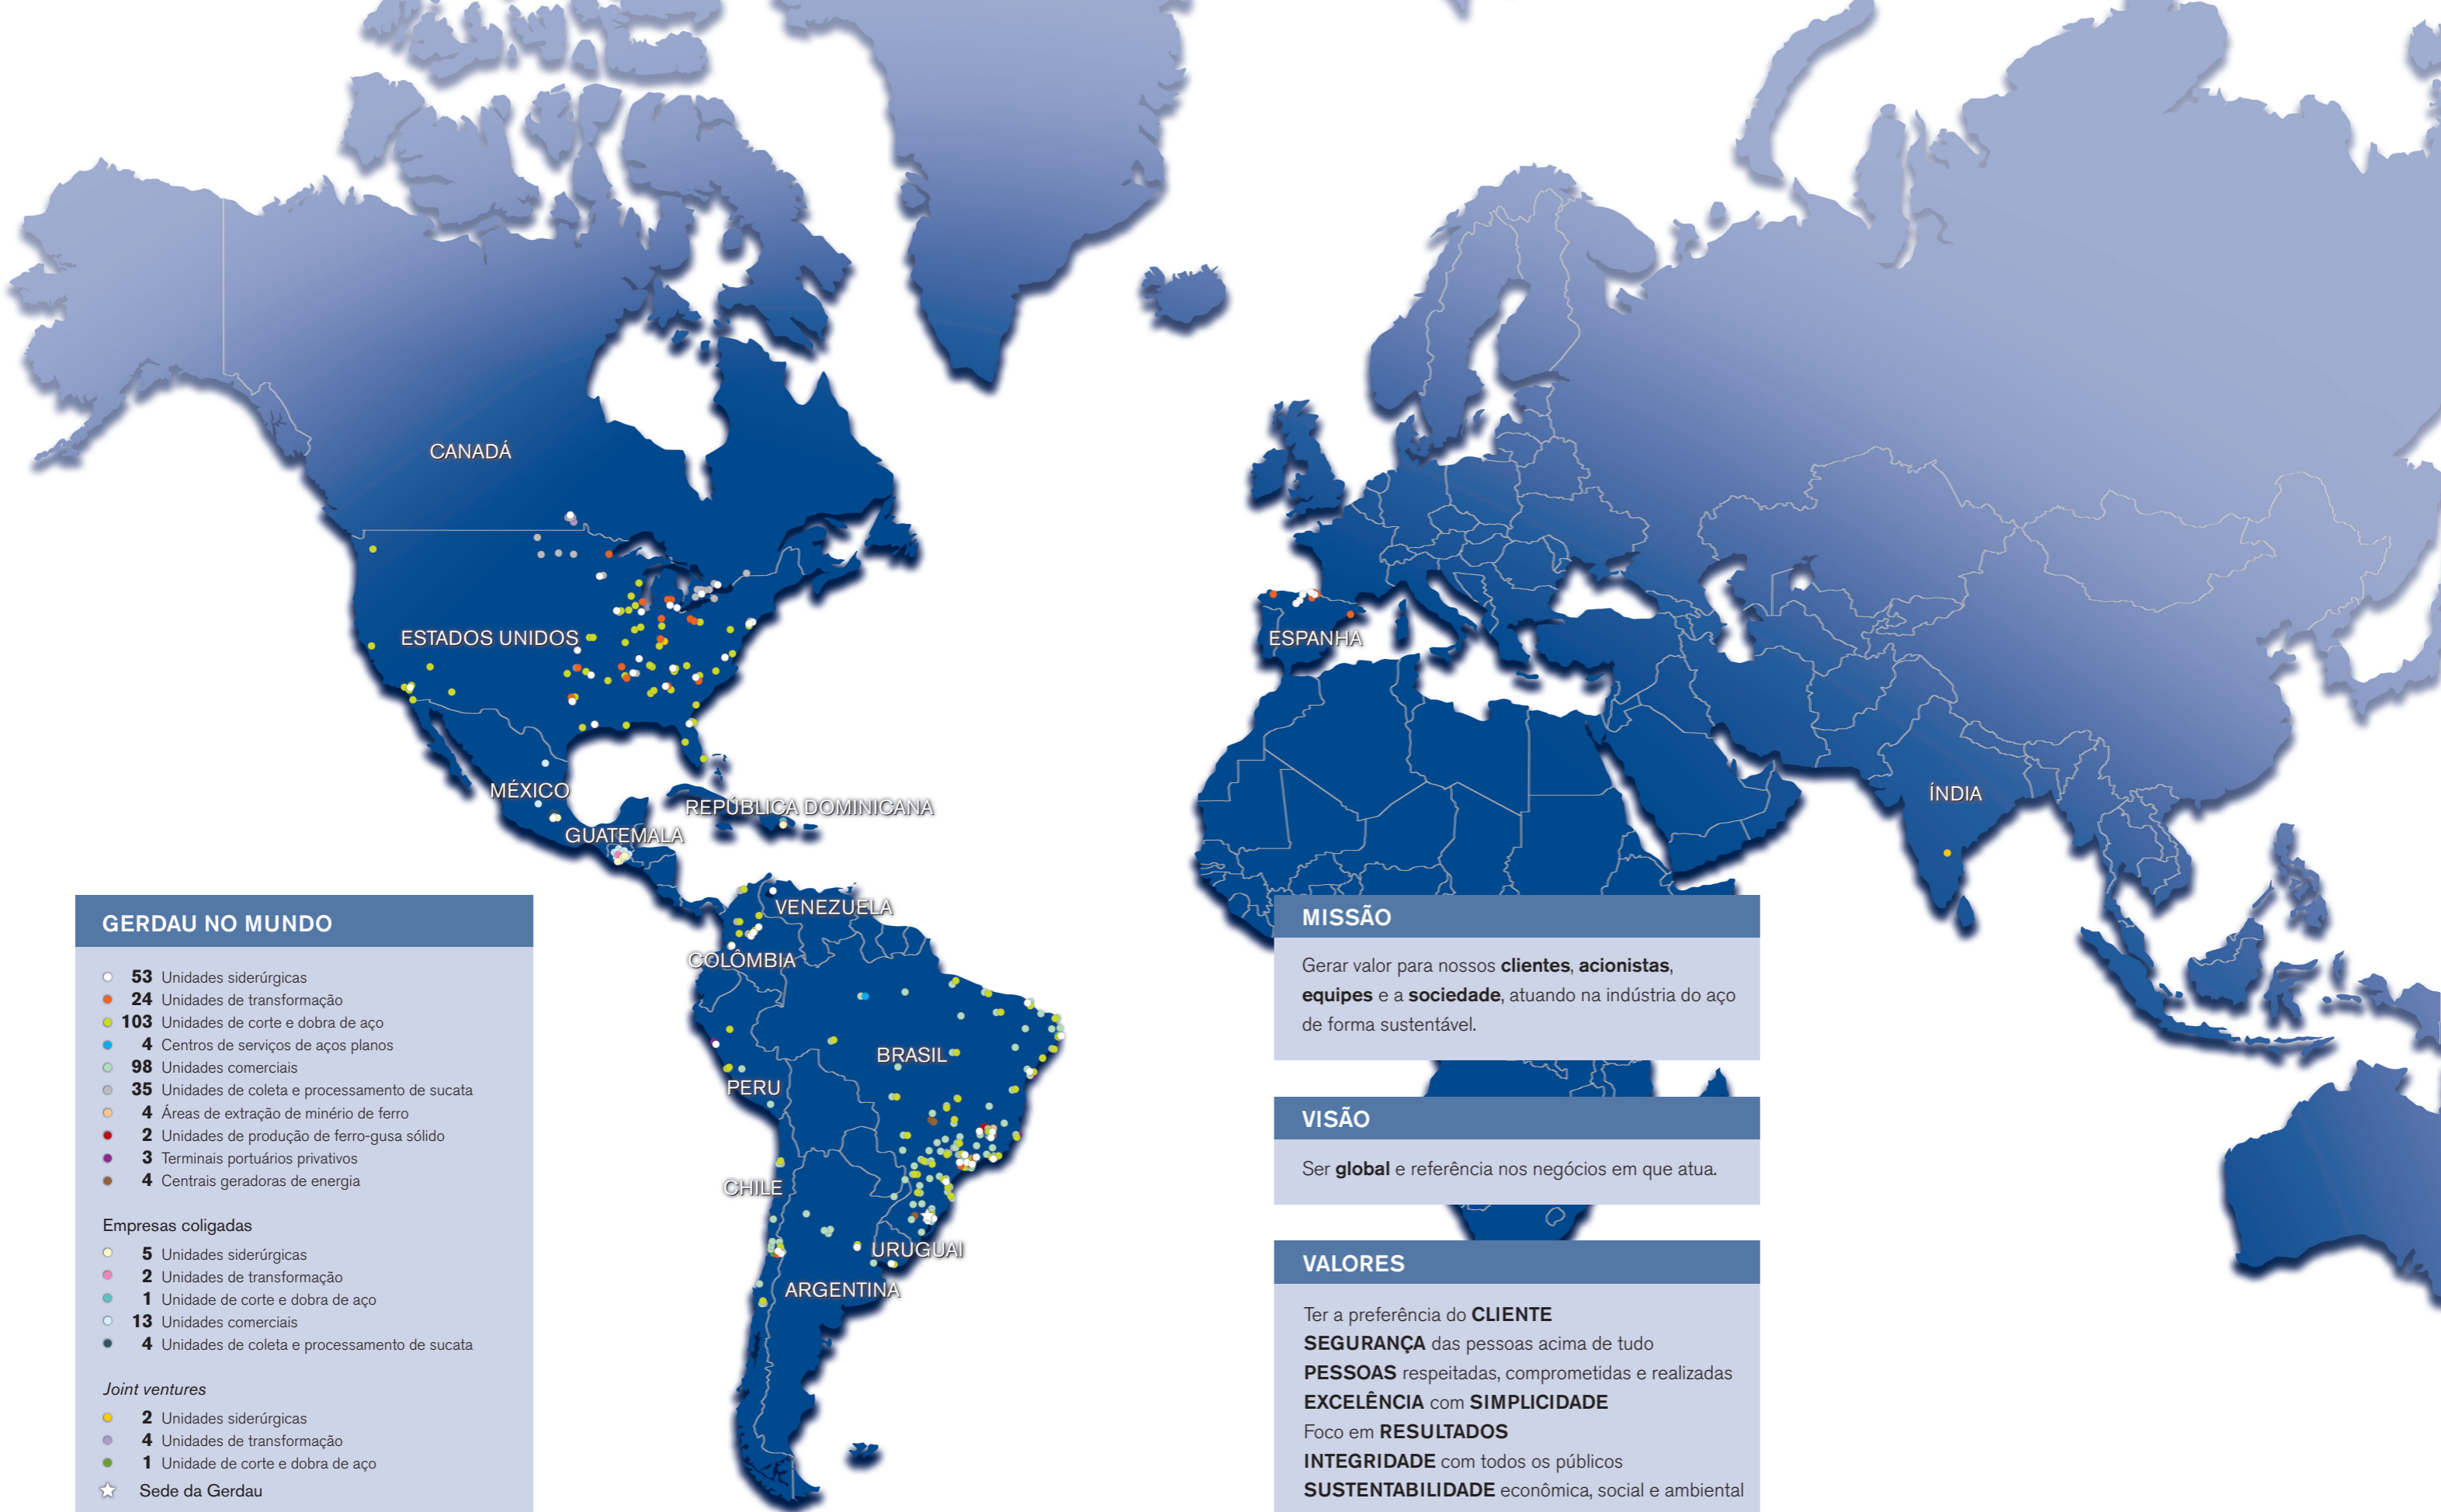 CANADÁ
ESTADOS UNIDOS
ESPANHA
MÉXICO
REPÚBLICA DOMINICANA
ÍNDIA
GUATEMALA
VENEZUELA
COLÔMBIA
BRASIL
PERU
CHILE
URUGUAI
ARGENTINA
GERDAU NO MUNDO
53 Unidades siderúrgicas
24 Unidades de transformação
103 Unidades de corte e dobra de aço
4 Centros de serviços de aços planos
98 Unidades comerciais
35 Unidades de coleta e processamento de sucata
4 Áreas de extração de minério de ferro
2 Unidades de produção de ferro-gusa sólido
3 Terminais portuários privativos
4 Centrais geradoras de energia
Empresas coligadas
5 Unidades siderúrgicas
2 Unidades de transformação
1 Unidade de corte e dobra de aço
13 Unidades comerciais
4 Unidades de coleta e processamento de sucata
Joint ventures
2 Unidades siderúrgicas
4 Unidades de transformação
1 Unidade de corte e dobra de aço
Sede da Gerdau
MISSÃO
Gerar valor para nossos clientes, acionistas,
equipes e a sociedade, atuando na indústria do aço
de forma sustentável.
VISÃO
Ser global e referência nos negócios em que atua.
VALORES
Ter a preferência do CLIENTE
SEGURANÇA das pessoas acima de tudo
PESSOAS respeitadas, comprometidas e realizadas
EXCELÊNCIA com SIMPLICIDADE
Foco em RESULTADOS
INTEGRIDADE com todos os públicos
SUSTENTABILIDADE econômica, social e ambiental